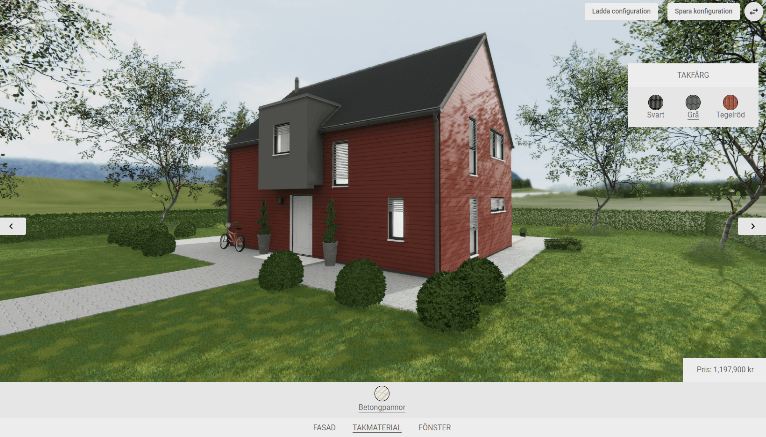 Ladda configuration Spara konfiguration
TAKFÄRG
Svart Grå Tegelröd
Pris: 1,197,900 kr
Betongpannor
FASAD TAKMATERIAL FÖNSTER